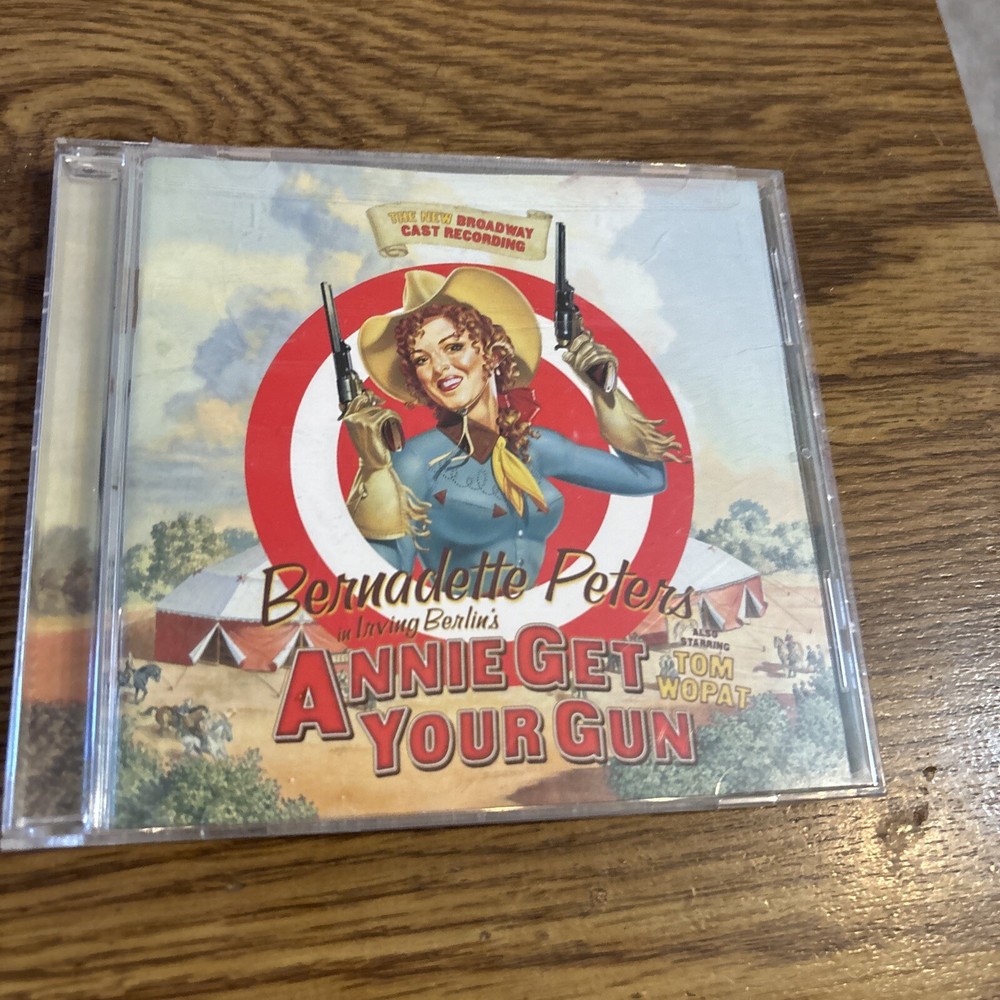 THE NEW BROADWAY
CAST RECORDING
Bernadette Peters
in Irving Berlin's
ANNIE GET
YOUR GUN
ALSO
STARRING
TOM
WOPAT